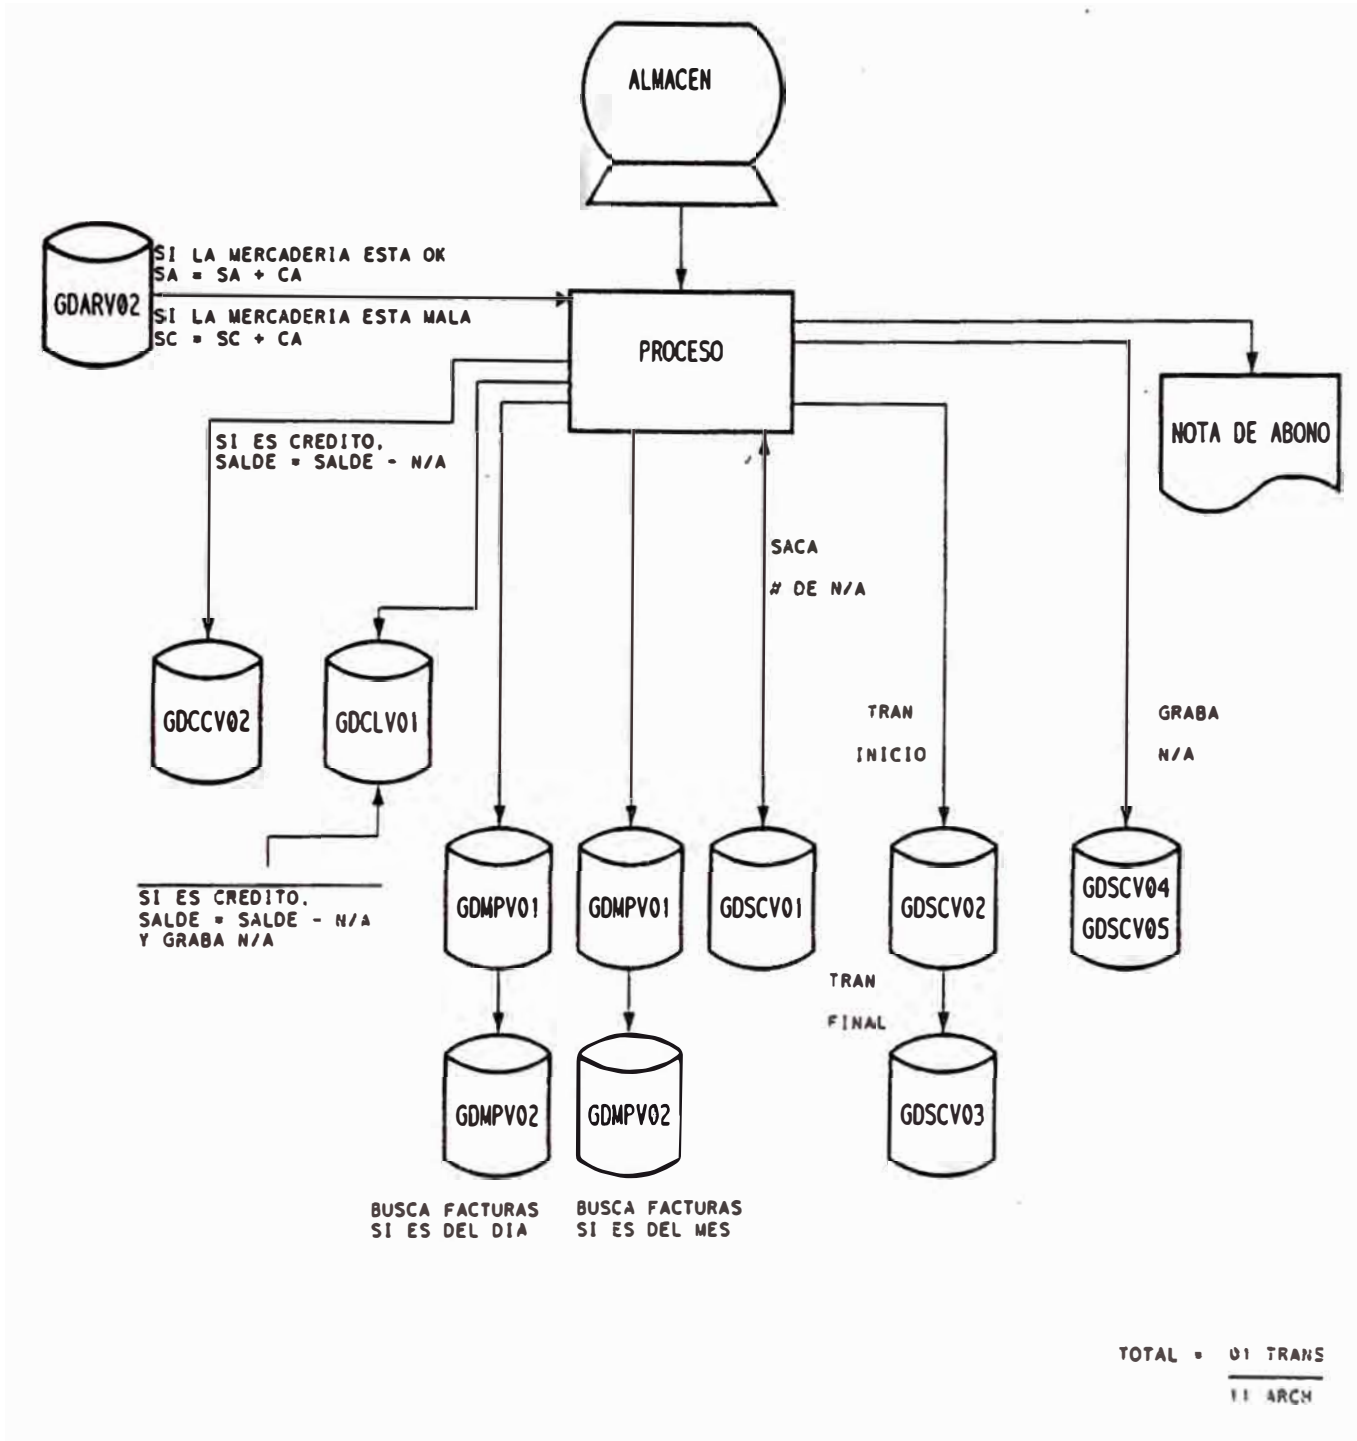 ALMACEN
SI LA MERCADERIA ESTA OK
SA = SA + CA
GDARV02
SI LA MERCADERIA ESTA MALA
SC = SC + CA
PROCESO
NOTA DE ABONO
SI ES CREDITO.
SALDE = SALDE - N/A
SACA
# DE N/A
GDCCV02
GDCLV01
TRAN
INICIO
GRABA
N/A
SI ES CREDITO.
SALDE = SALDE - N/A
Y GRABA N/A
GDMPV01
GDMPV01
GDSCV01
GDSCV02
GDSCV04
GDSCV05
TRAN
FINAL
GDMPV02
GDMPV02
GDSCV03
BUSCA FACTURAS
SI ES DEL DIA
BUSCA FACTURAS
SI ES DEL MES
TOTAL = 01 TRANS
11 ARCH